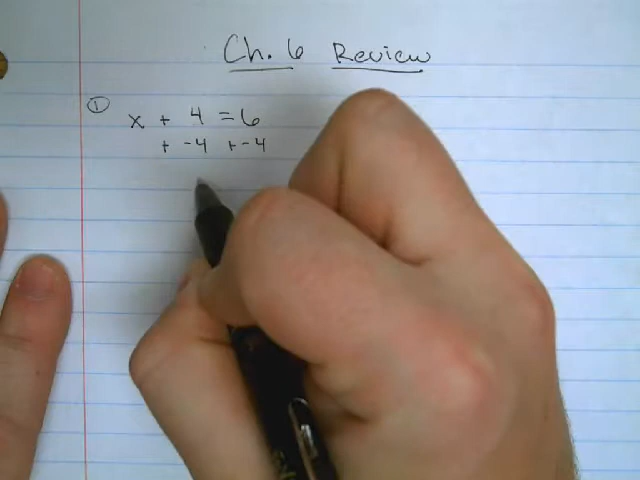 Ch. 6 Review
① x + 4 = 6
+ -4 + -4